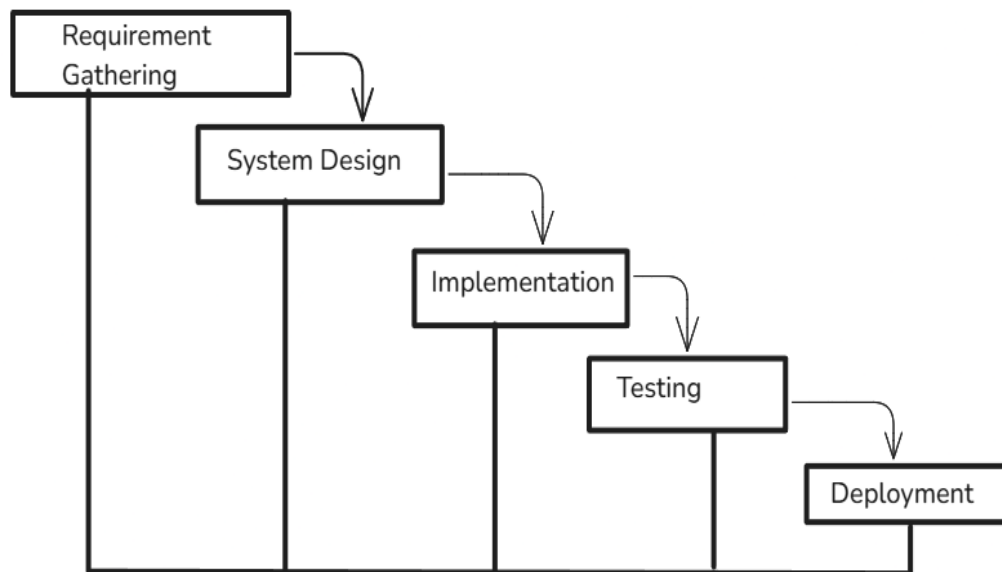 Requirement
Gathering
System Design
Implementation
Testing
Deployment